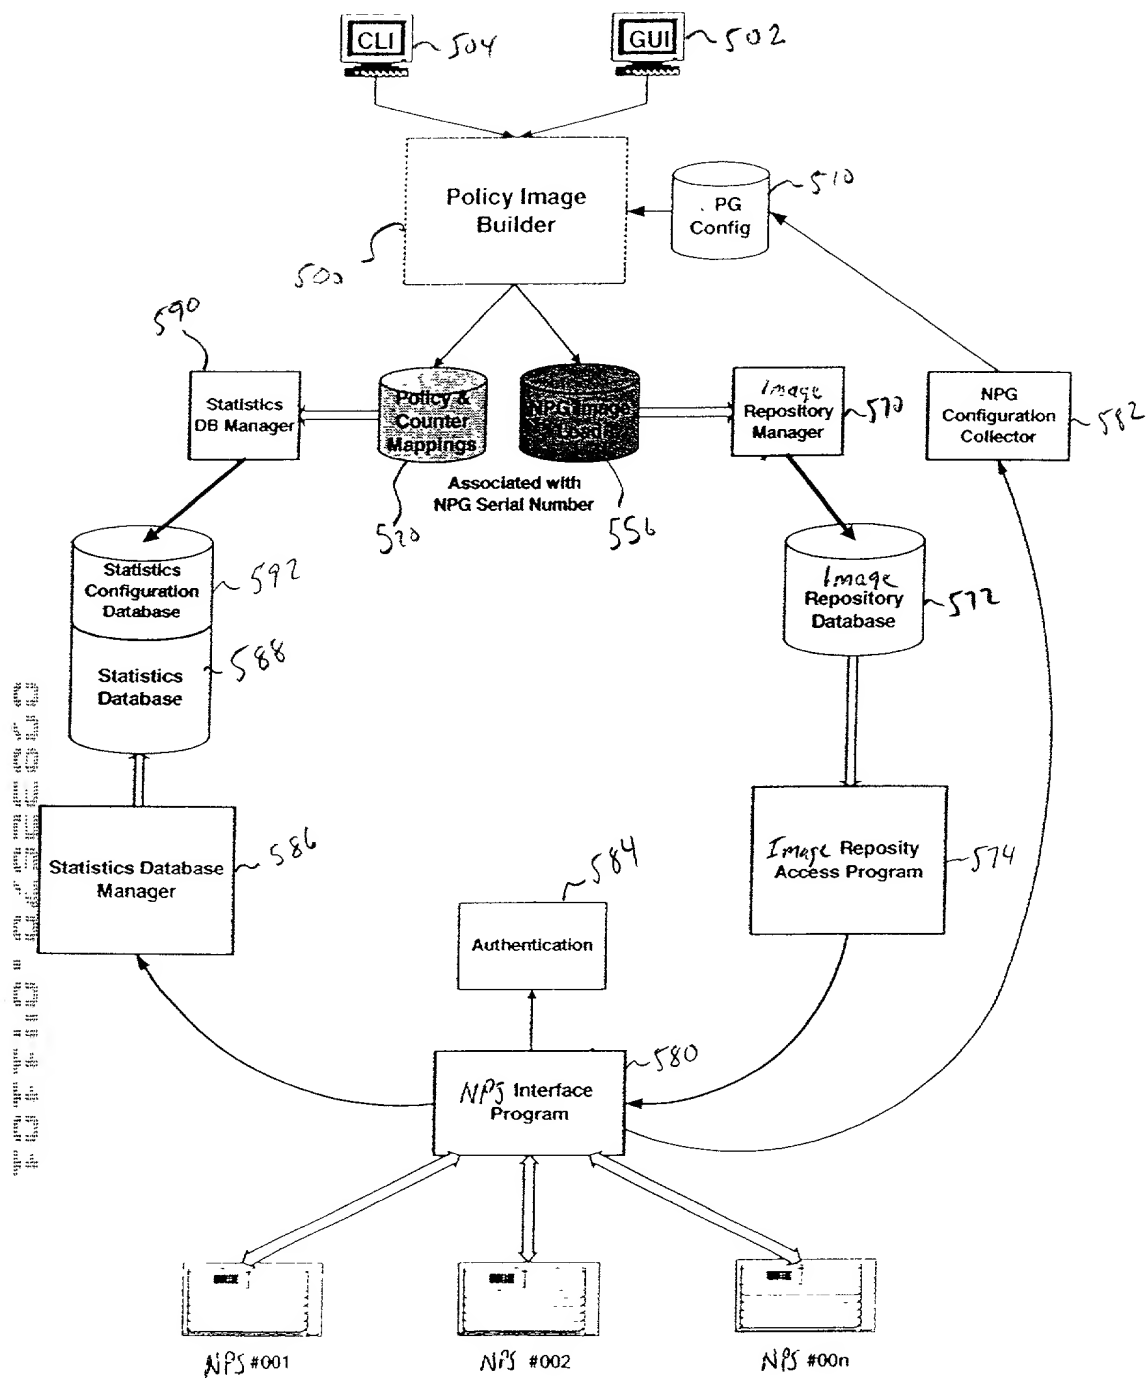 CLI
504
GUI
502
Policy Image
Builder
500
. PG
Config
510
590
Statistics
DB Manager
Policy &
Counter
Mappings
NPG Image
Load
Image
Repository
Manager
570
NPG
Configuration
Collector
582
Associated with
NPG Serial Number
520
556
Statistics
Configuration
Database
592
Image
Repository
Database
572
Statistics
Database
588
Statistics Database
Manager
586
584
Authentication
Image Reposity
Access Program
574
NPS Interface
Program
580
NPS #001
NPS #002
NPS #00n